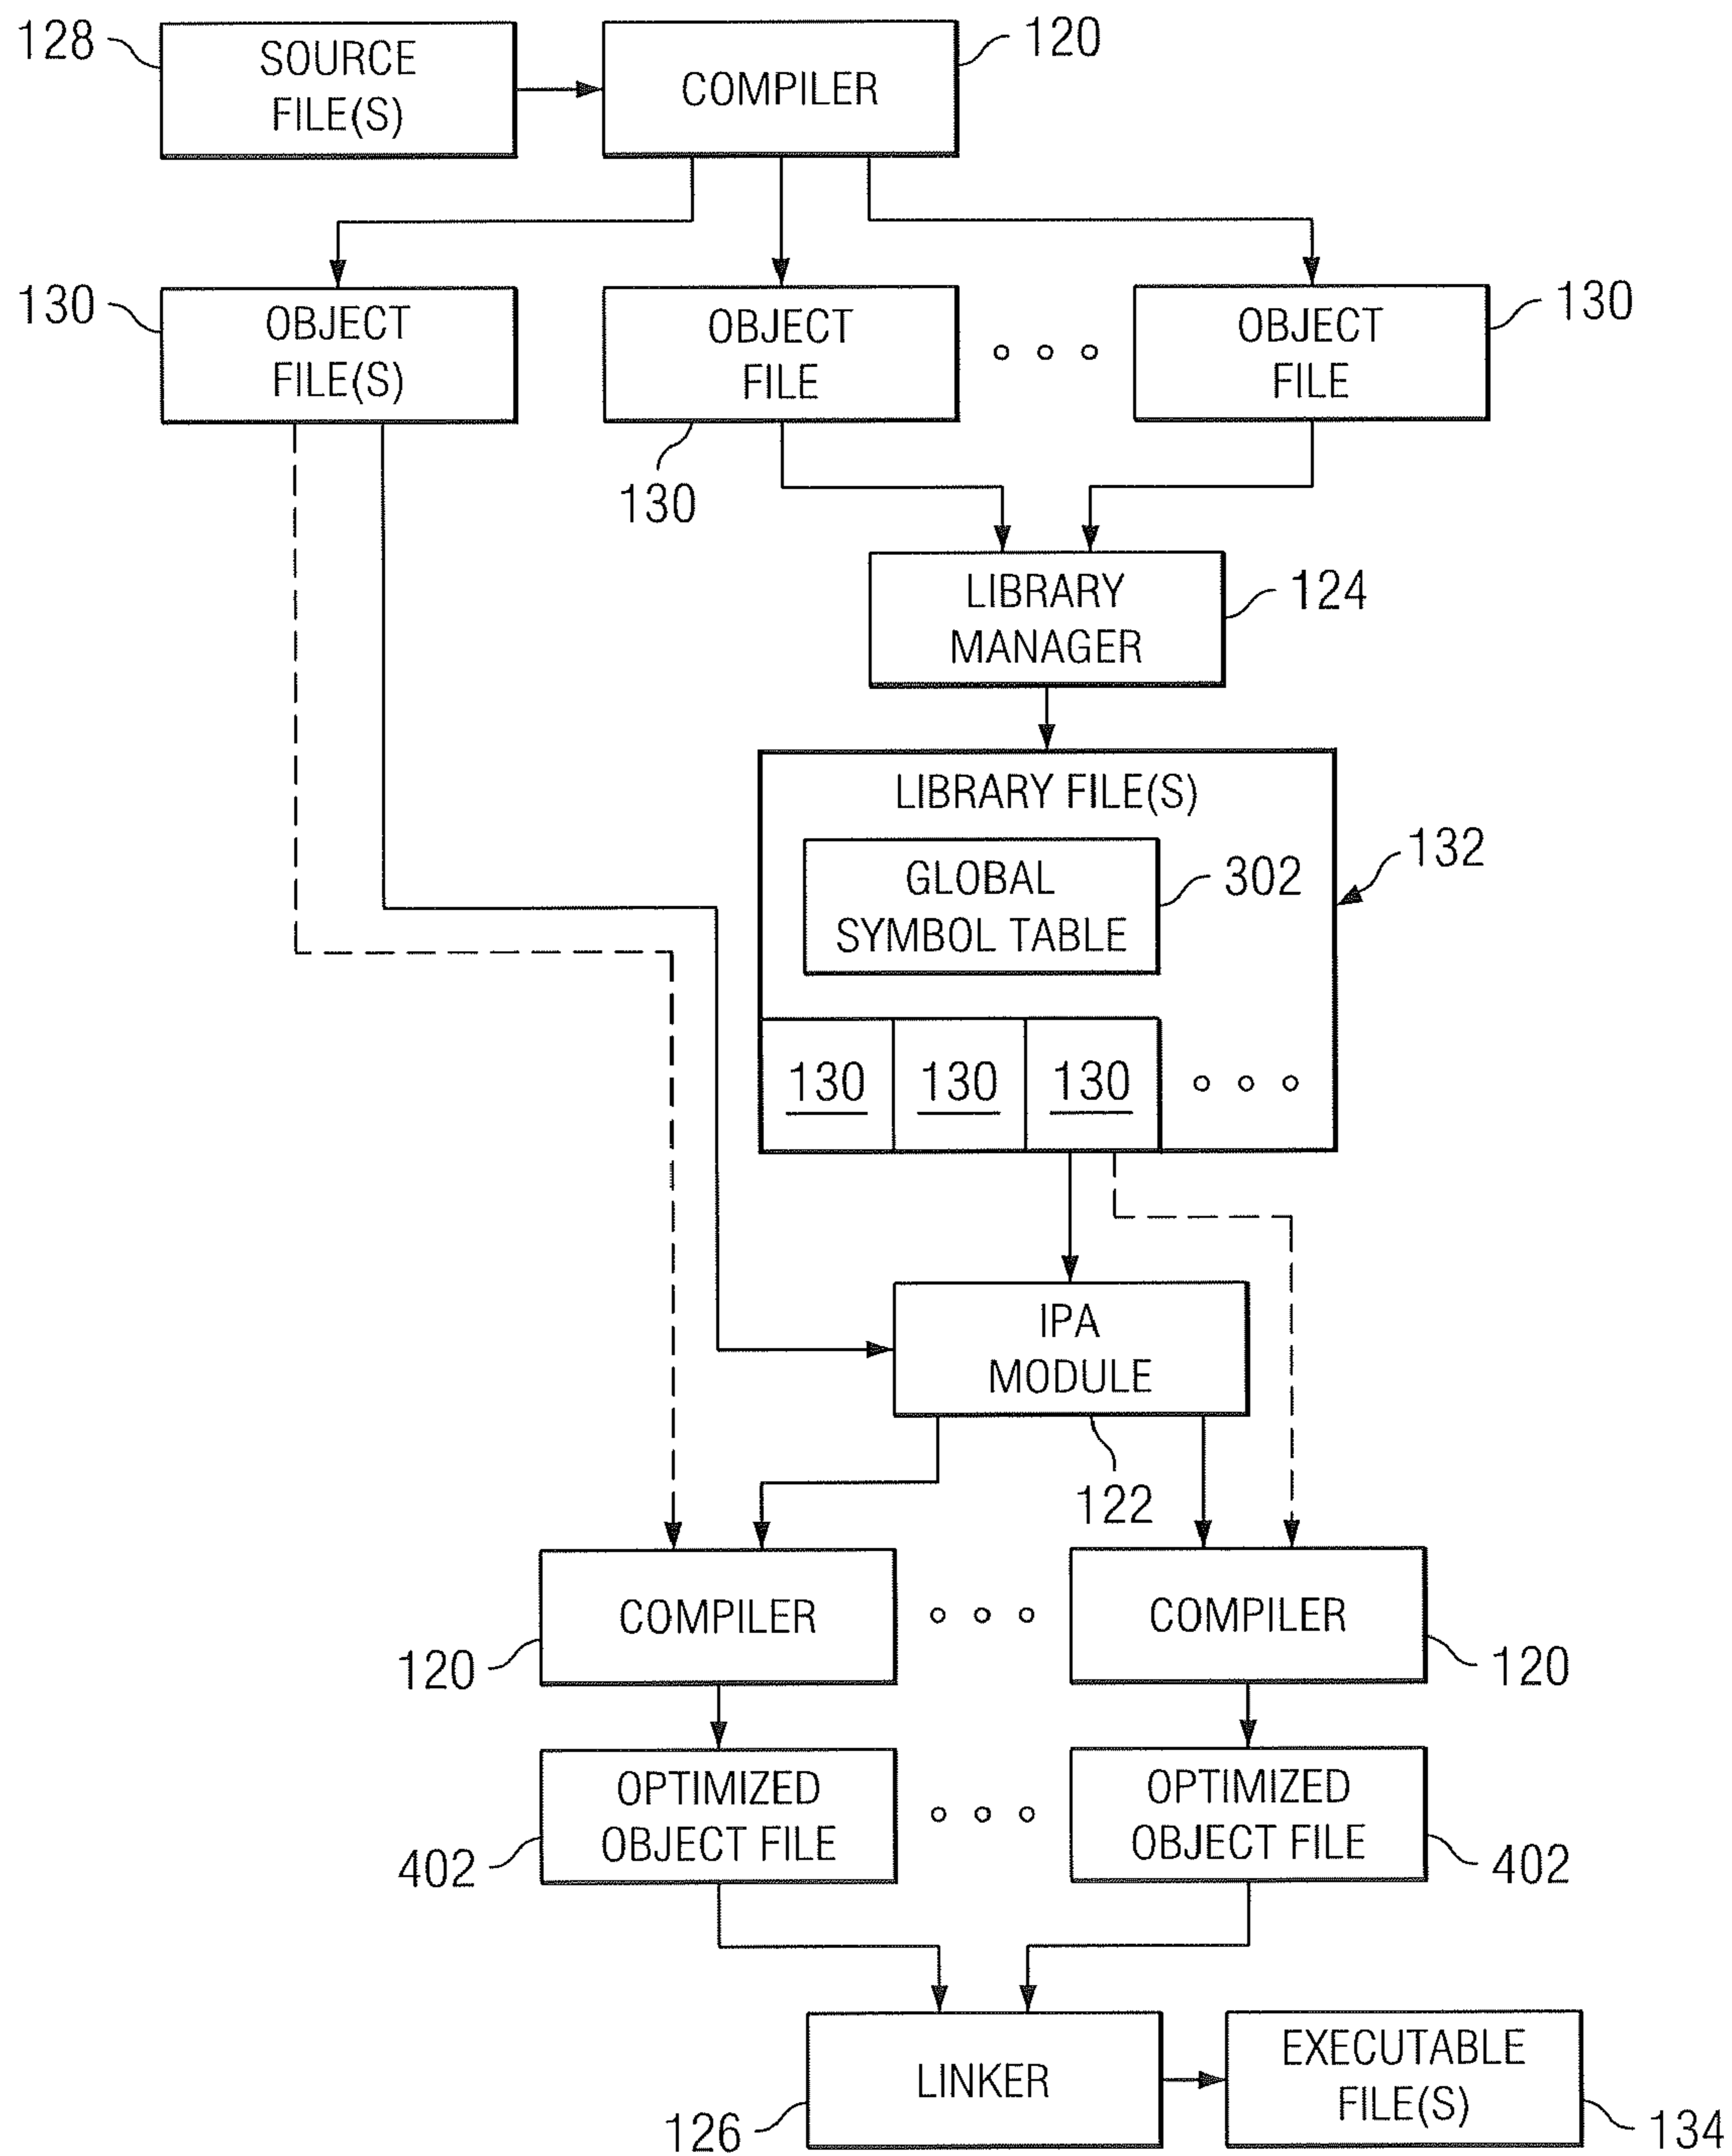 128
SOURCE
FILE(S)
COMPILER
120
130
OBJECT
FILE(S)
OBJECT
FILE
130
OBJECT
FILE
130
LIBRARY
MANAGER
124
LIBRARY FILE(S)
GLOBAL
SYMBOL TABLE
302
132
130 130 130
IPA
MODULE
122
COMPILER
120
COMPILER
120
OPTIMIZED
OBJECT FILE
402
OPTIMIZED
OBJECT FILE
402
LINKER
126
EXECUTABLE
FILE(S)
134